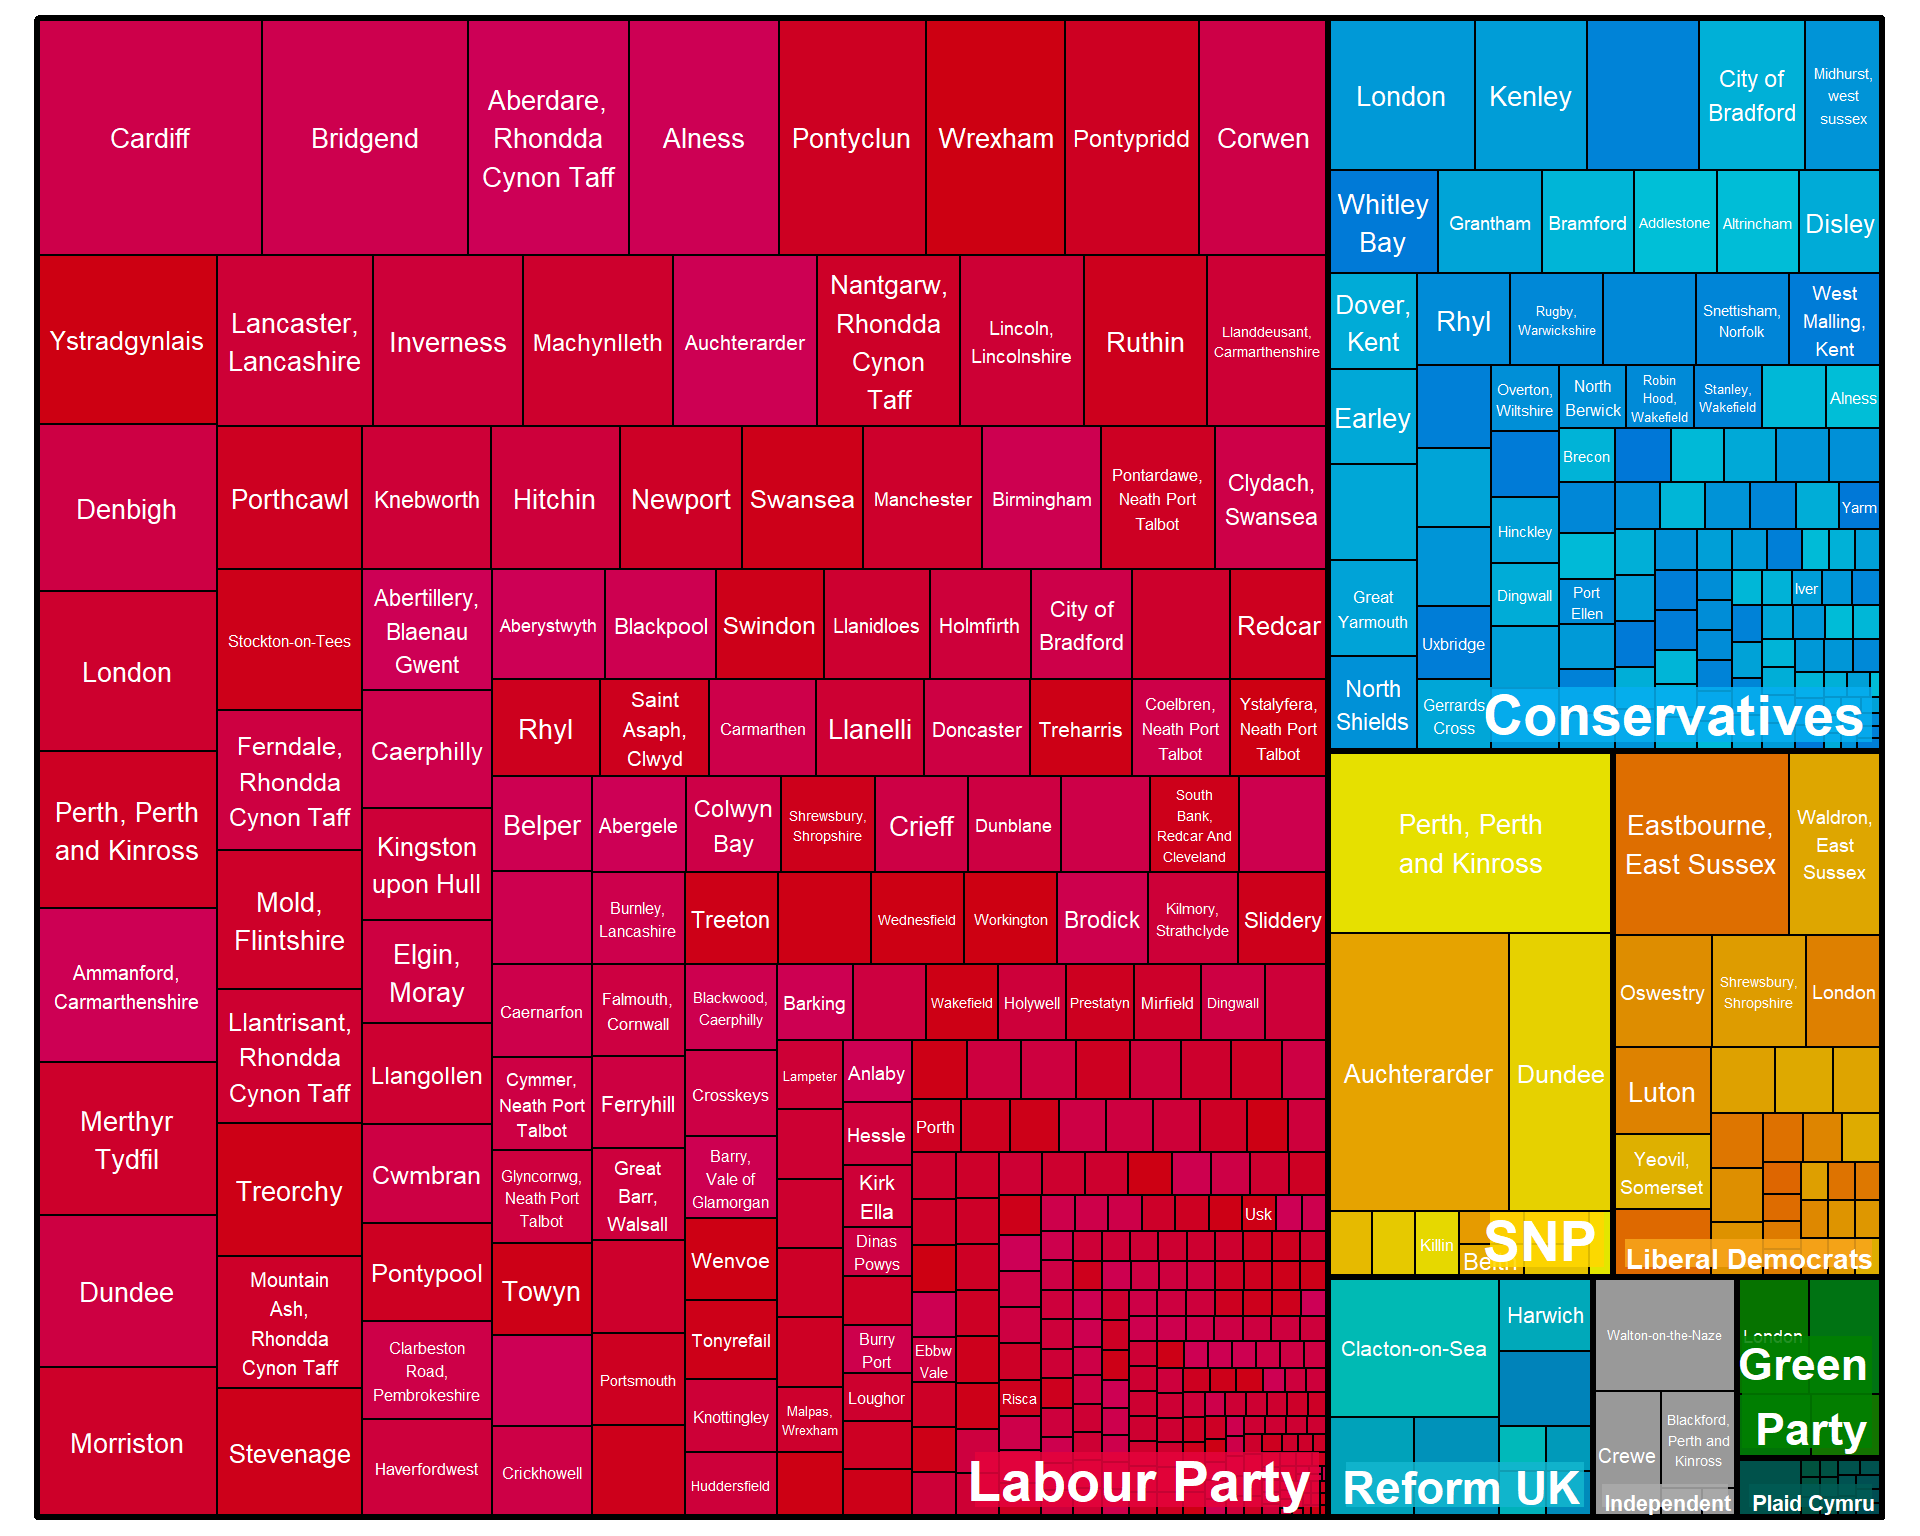 Cardiff
Bridgend
Aberdare,
Rhondda
Cynon Taff
Alness
Pontyclun
Wrexham
Pontypridd
Corwen
Ystradgynlais
Lancaster,
Lancashire
Inverness
Machynlleth
Auchterarder
Nantgarw,
Rhondda
Cynon
Taff
Lincoln,
Lincolnshire
Ruthin
Llanddeusant,
Carmarthenshire
Denbigh
Porthcawl
Knebworth
Hitchin
Newport
Swansea
Manchester
Birmingham
Pontardawe,
Neath Port
Talbot
Clydach,
Swansea
London
Stockton-on-Tees
Abertillery,
Blaenau
Gwent
Aberystwyth
Blackpool
Swindon
Llanidloes
Holmfirth
City of
Bradford
Redcar
Perth, Perth
and Kinross
Ferndale,
Rhondda
Cynon Taff
Caerphilly
Rhyl
Saint
Asaph,
Clwyd
Carmarthen
Llanelli
Doncaster
Treharris
Coelbren,
Neath Port
Talbot
Ystalyfera,
Neath Port
Talbot
Kingston
upon Hull
Belper
Abergele
Colwyn
Bay
Shrewsbury,
Shropshire
Crieff
Dunblane
South
Bank,
Redcar And
Cleveland
Ammanford,
Carmarthenshire
Mold,
Flintshire
Elgin,
Moray
Burnley,
Lancashire
Treeton
Wednesfield
Workington
Brodick
Kilmory,
Strathclyde
Sliddery
Merthyr
Tydfil
Llantrisant,
Rhondda
Cynon Taff
Llangollen
Caernarfon
Falmouth,
Cornwall
Blackwood,
Caerphilly
Barking
Wakefield
Holywell
Prestatyn
Mirfield
Dingwall
Treorchy
Cwmbran
Cymmer,
Neath Port
Talbot
Ferryhill
Crosskeys
Lampeter
Anlaby
Hessle
Porth
Glyncorrwg,
Neath Port
Talbot
Great
Barr,
Walsall
Barry,
Vale of
Glamorgan
Kirk
Ella
Usk
Dundee
Mountain
Ash,
Rhondda
Cynon Taff
Pontypool
Towyn
Wenvoe
Dinas
Powys
Clarbeston
Road,
Pembrokeshire
Portsmouth
Tonyrefail
Burry
Port
Ebbw
Vale
Morriston
Stevenage
Haverfordwest
Crickhowell
Knottingley
Huddersfield
Malpas,
Wrexham
Loughor
Risca
Labour Party
London
Kenley
City of
Bradford
Midhurst,
west
sussex
Whitley
Bay
Grantham
Bramford
Addlestone
Altrincham
Disley
Dover,
Kent
Rhyl
Rugby,
Warwickshire
Snettisham,
Norfolk
West
Malling,
Kent
Earley
Overton,
Wiltshire
North
Berwick
Robin
Hood,
Wakefield
Stanley,
Wakefield
Alness
Brecon
Yarm
Hinckley
Great
Yarmouth
Dingwall
Port
Ellen
Iver
Uxbridge
North
Shields
Gerrards
Cross
Conservatives
Perth, Perth
and Kinross
Auchterarder
Dundee
Killin
Beith
SNP
Eastbourne,
East Sussex
Waldron,
East
Sussex
Oswestry
Shrewsbury,
Shropshire
London
Luton
Yeovil,
Somerset
Liberal Democrats
Clacton-on-Sea
Harwich
Reform UK
Walton-on-the-Naze
Crewe
Blackford,
Perth and
Kinross
Independent
London
Green
Party
Plaid Cymru